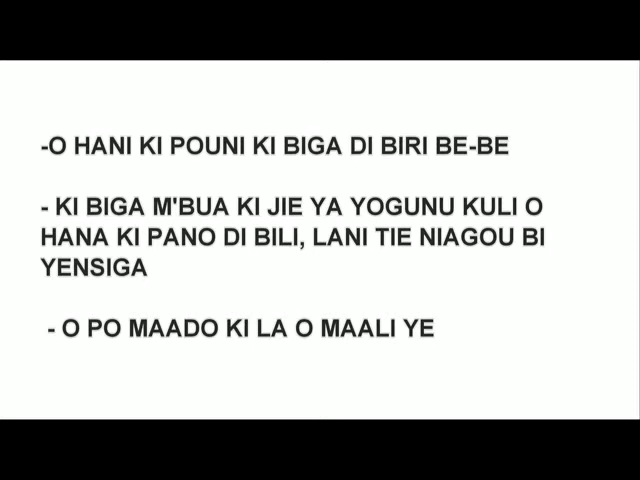 -O HANI KI POUNI KI BIGA DI BIRI BE-BE
- KI BIGA M'BUA KI JIE YA YOGUNU KULI O
HANA KI PANO DI BILI, LANI TIE NIAGOU BI
YENSIGA
- O PO MAADO KI LA O MAALI YE